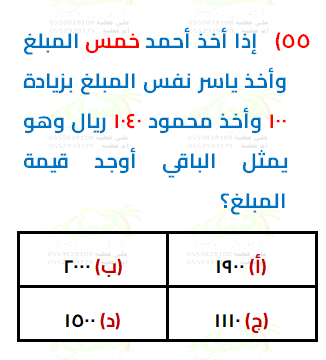 ٥٥) إذا أخذ أحمد خمس المبلغ
وأخذ ياسر نفس المبلغ بزيادة
١٠٠ وأخذ محمود ١٠٤٠ ريال وهو
يمثل الباقي أوجد قيمة
المبلغ؟
(أ) ١٩٠٠ (ب) ٢٠٠٠
(ج) ١١١٠ (د) ١٥٠٠